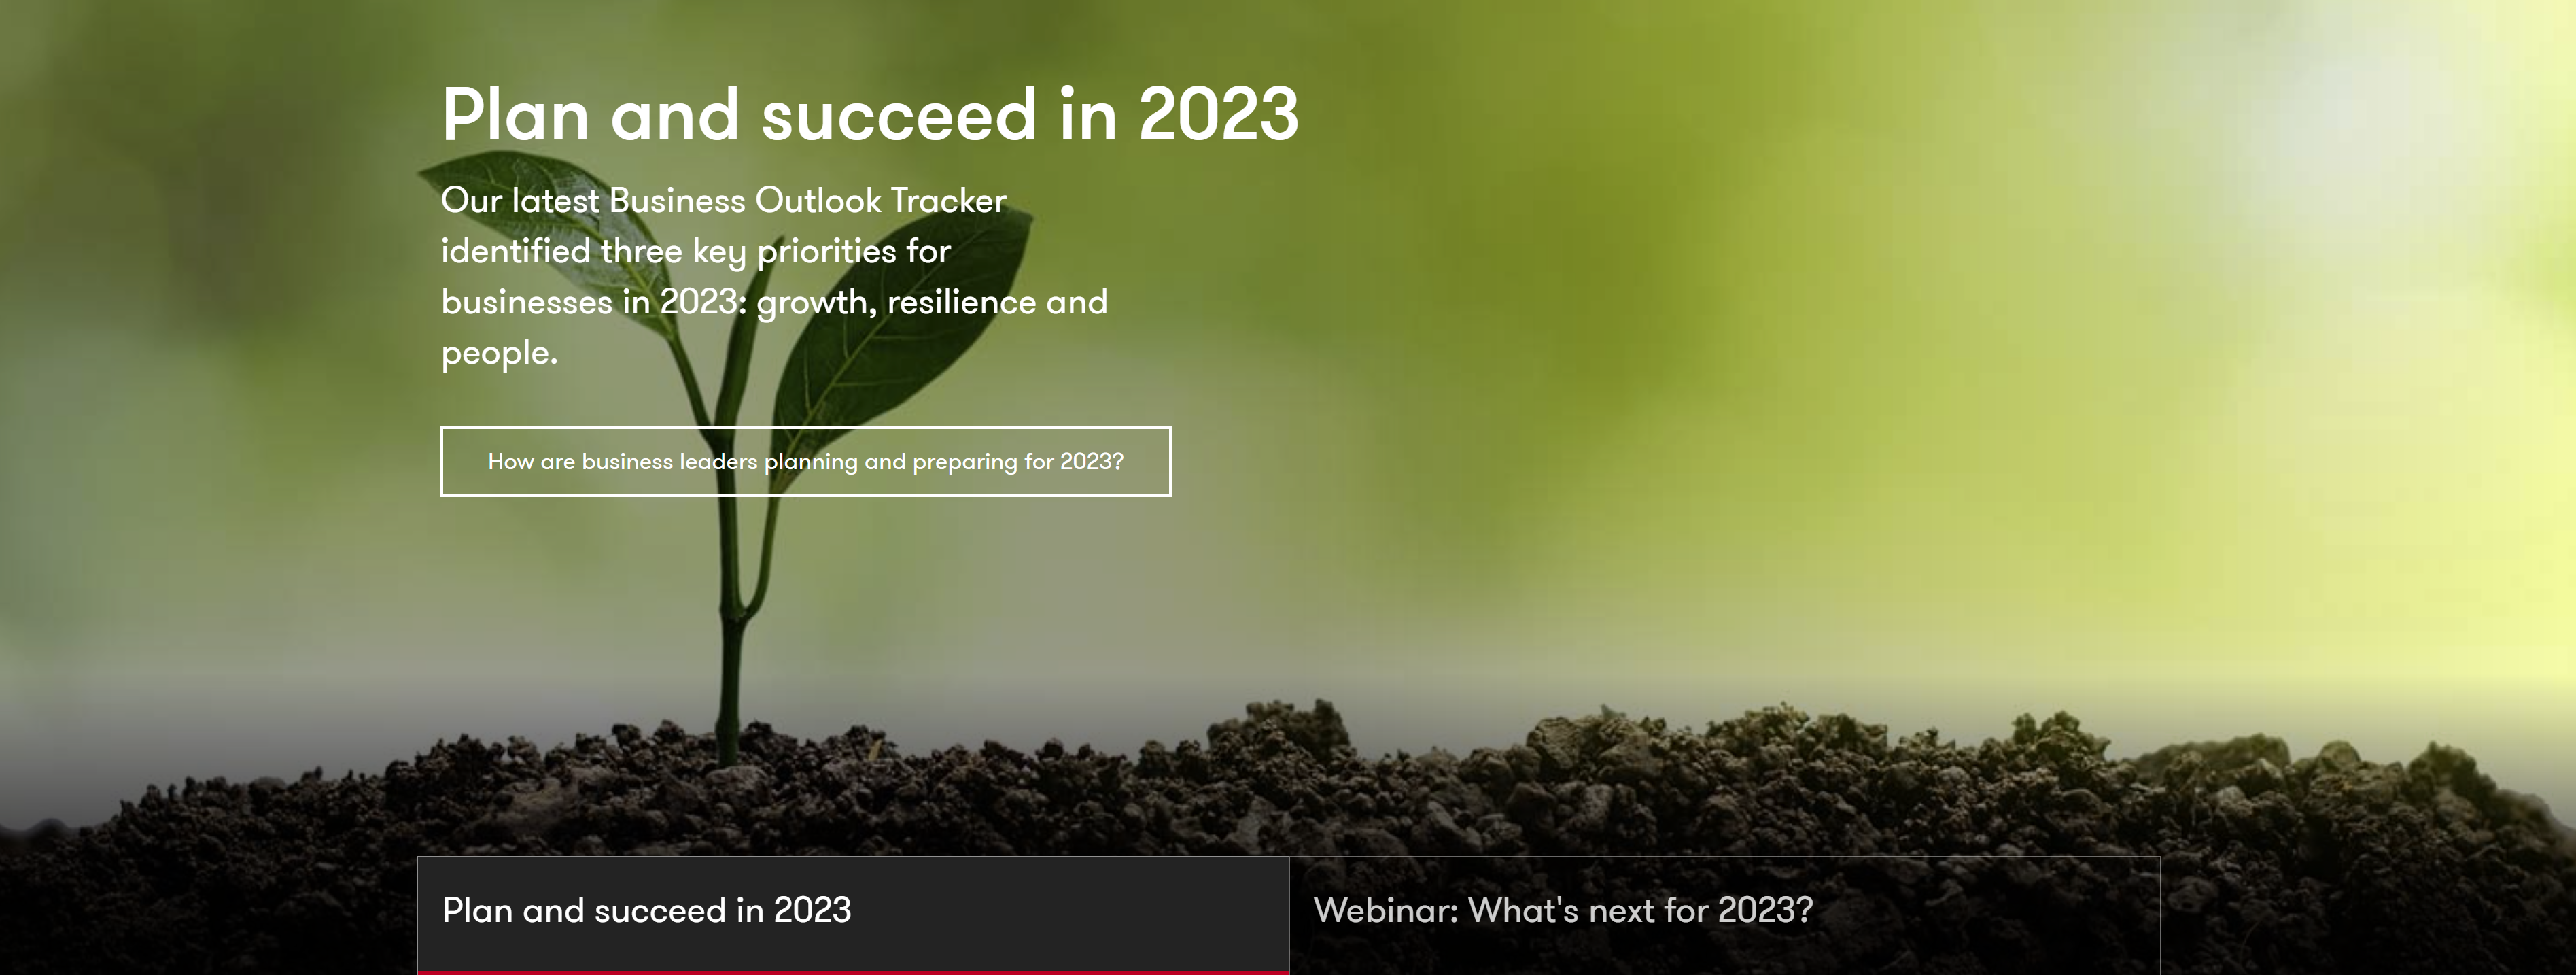 Plan and succeed in 2023
Our latest Business Outlook Tracker
identified three key priorities for
businesses in 2023: growth, resilience and
people.
How are business leaders planning and preparing for 2023?
Plan and succeed in 2023
Webinar: What's next for 2023?